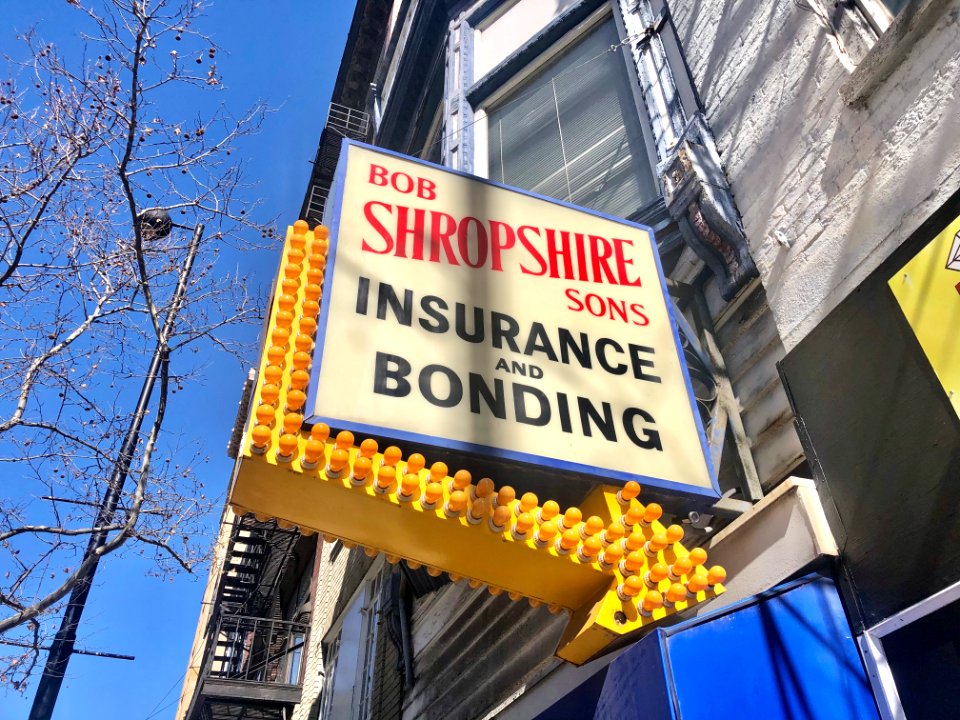 BOB
SHROPSHIRE
SONS
INSURANCE
AND
BONDING